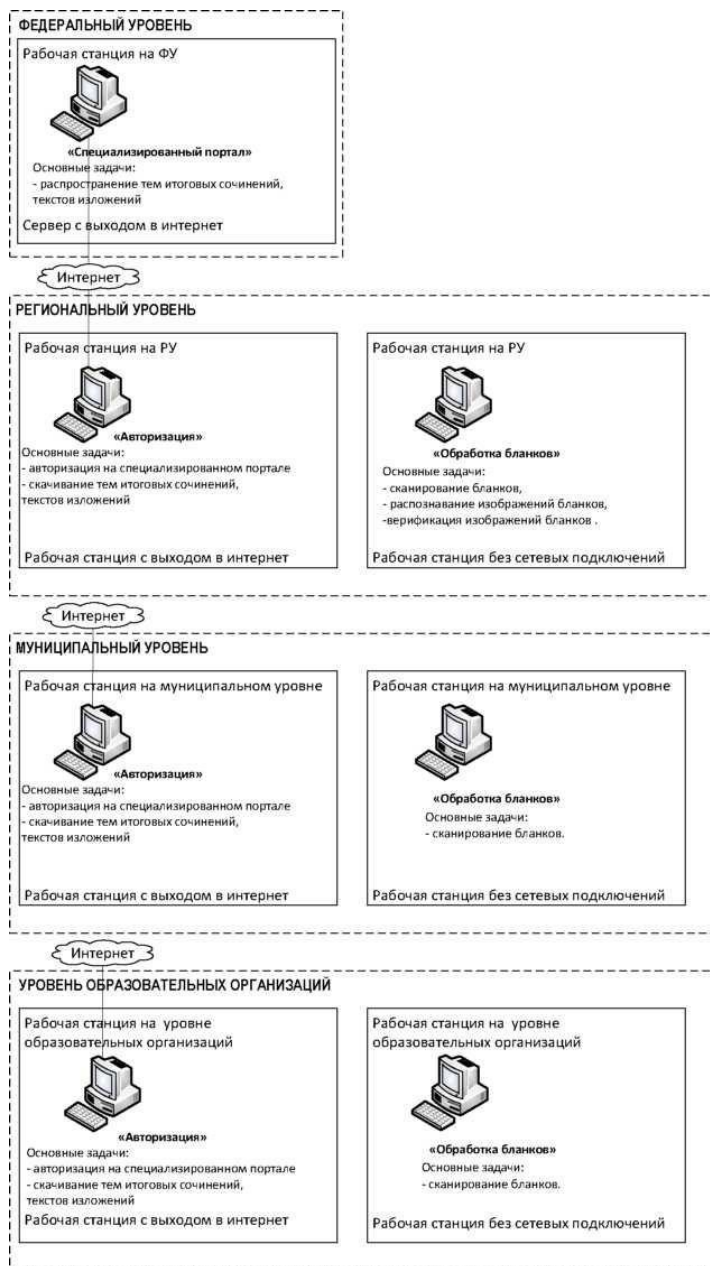 ФЕДЕРАЛЬНЫЙ УРОВЕНЬ
Рабочая станция на ФУ
«Специализированный портал»
Основные задачи:
- распространение тем итоговых сочинений,
текстов изложений
Сервер с выходом в интернет
Интернет
РЕГИОНАЛЬНЫЙ УРОВЕНЬ
Рабочая станция на РУ
«Авторизация»
Основные задачи:
- авторизация на специализированном портале
- скачивание тем итоговых сочинений,
текстов изложений
Рабочая станция с выходом в интернет
Рабочая станция на РУ
«Обработка бланков»
Основные задачи:
- сканирование бланков,
- распознавание изображений бланков,
-верификация изображений бланков .
Рабочая станция без сетевых подключений
Интернет
МУНИЦИПАЛЬНЫЙ УРОВЕНЬ
Рабочая станция на муниципальном уровне
«Авторизация»
Основные задачи:
- авторизация на специализированном портале
- скачивание тем итоговых сочинений,
текстов изложений
Рабочая станция с выходом в интернет
Рабочая станция на муниципальном уровне
«Обработка бланков»
Основные задачи:
- сканирование бланков.
Рабочая станция без сетевых подключений
Интернет
УРОВЕНЬ ОБРАЗОВАТЕЛЬНЫХ ОРГАНИЗАЦИЙ
Рабочая станция на уровне
образовательных организаций
«Авторизация»
Основные задачи:
- авторизация на специализированном портале
- скачивание тем итоговых сочинений,
текстов изложений
Рабочая станция с выходом в интернет
Рабочая станция на уровне
образовательных организаций
«Обработка бланков»
Основные задачи:
- сканирование бланков.
Рабочая станция без сетевых подключений